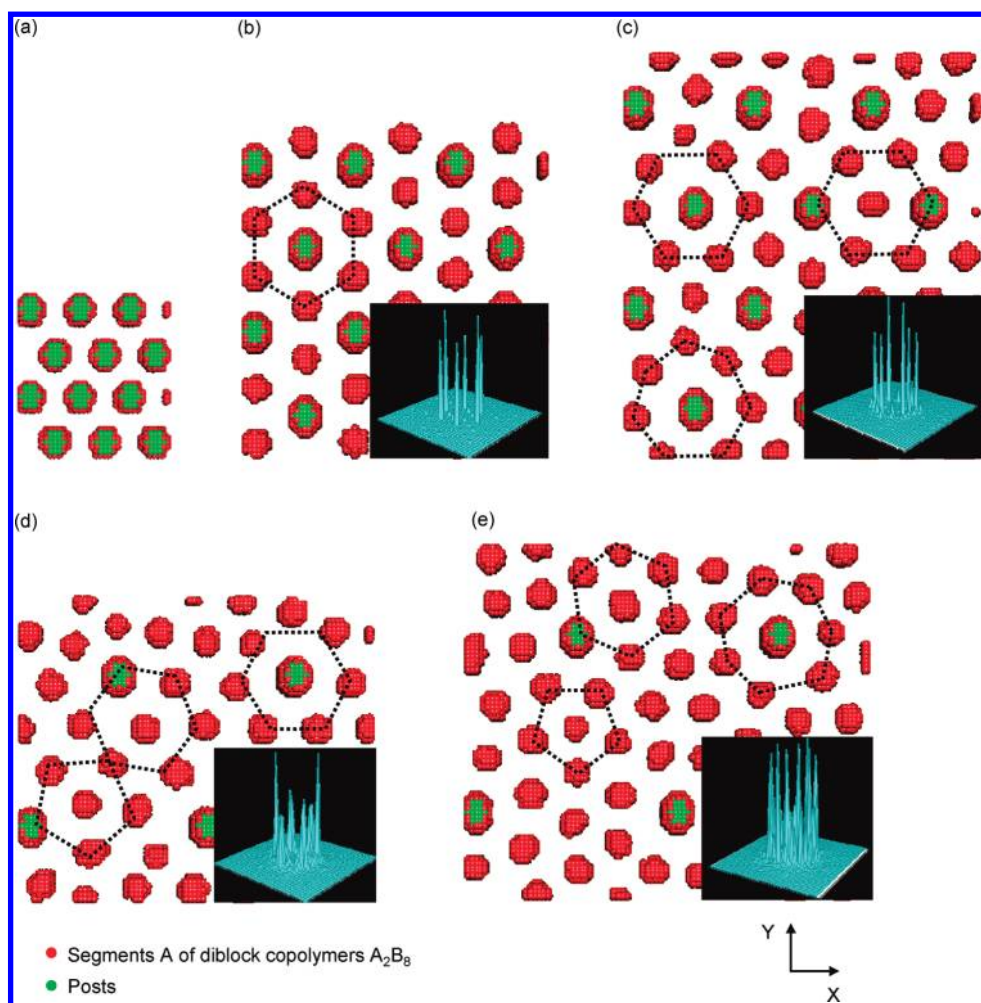 (a)
(b)
(c)
(d)
(e)
Segments A of diblock copolymers A₂B₈
Posts
Y
X